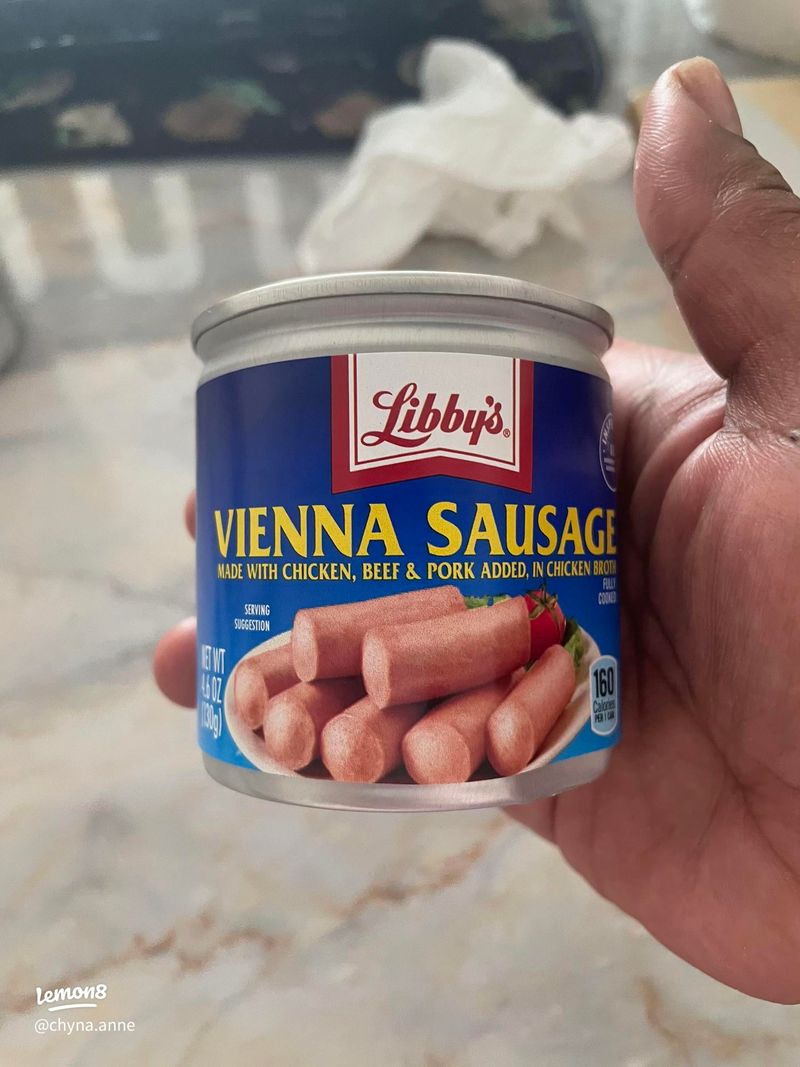 Libby's®
VIENNA SAUSAGE
MADE WITH CHICKEN, BEEF & PORK ADDED, IN CHICKEN BROTH
FULLY
COOKED
SERVING
SUGGESTION
NET WT
4.6 OZ
(130g)
160
Calories
PER 1 CAN
lemon8
@chyna.anne